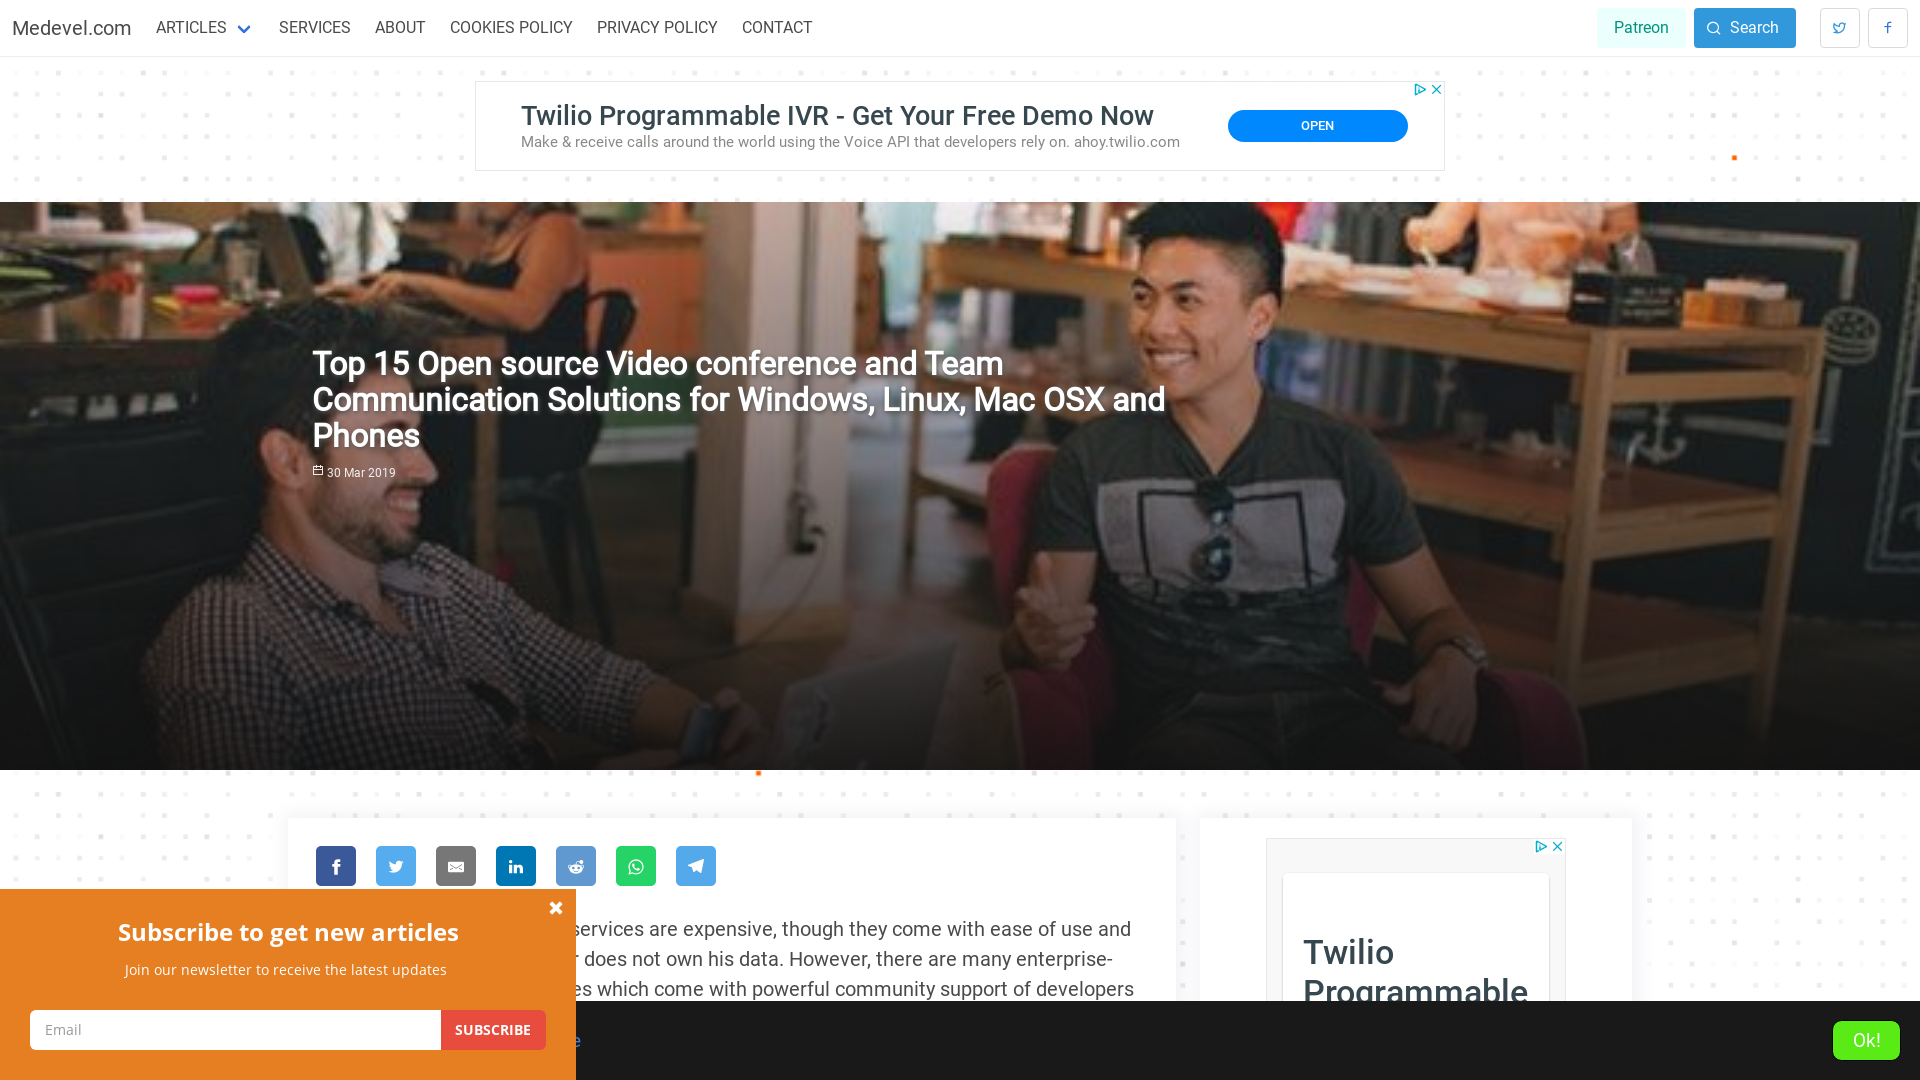 Medevel.com ARTICLES SERVICES ABOUT COOKIES POLICY PRIVACY POLICY CONTACT Patreon Search
Twilio Programmable IVR - Get Your Free Demo Now
Make & receive calls around the world using the Voice API that developers rely on. ahoy.twilio.com
OPEN
Top 15 Open source Video conference and Team
Communication Solutions for Windows, Linux, Mac OSX and
Phones
30 Mar 2019
services are expensive, though they come with ease of use and
does not own his data. However, there are many enterprise-
which come with powerful community support of developers
Twilio
Programmable
Subscribe to get new articles
Join our newsletter to receive the latest updates
Email
SUBSCRIBE
Ok!